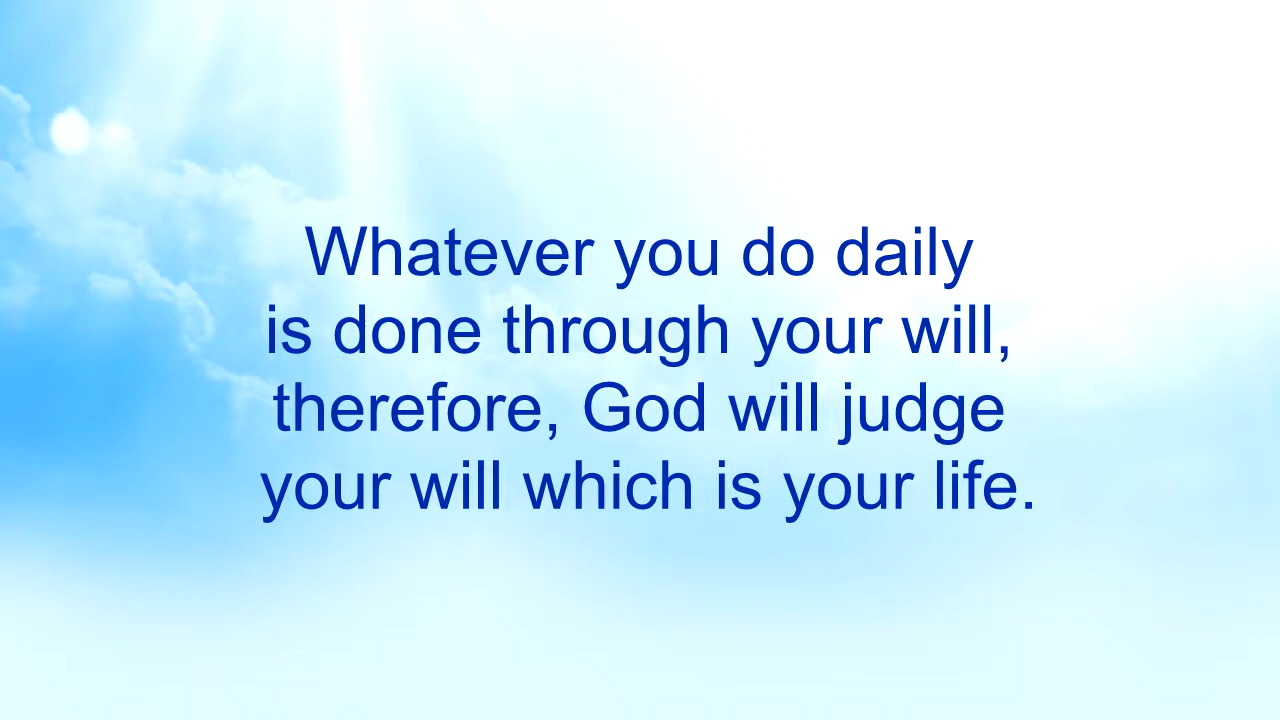 Whatever you do daily
is done through your will,
therefore, God will judge
your will which is your life.